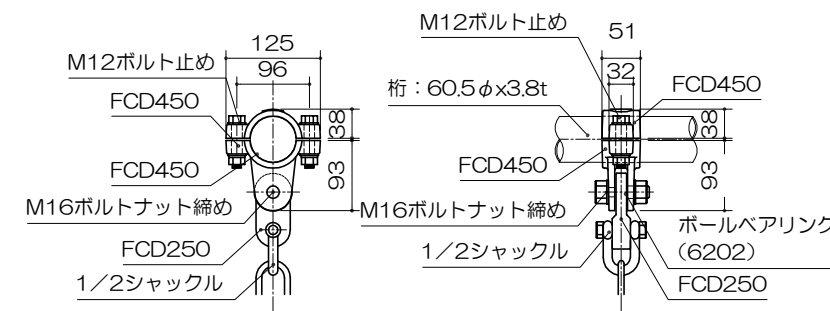 125
96
M12ボルト止め
FCD450
FCD450
38
93
M16ボルトナット締め
FCD250
1／2シャックル
M12ボルト止め
51
32
桁：60.5φx3.8t
FCD450
FCD450
38
93
M16ボルトナット締め
1／2シャックル
ボールベアリング
（6202）
FCD250